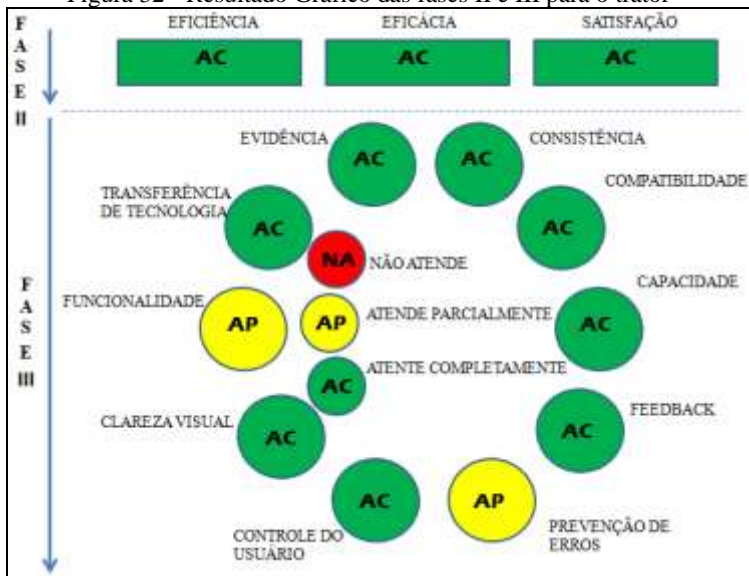 Figura 32 - Resultado Gráfico das fases II e III para o trator
FASE II
EFICIÊNCIA
EFICÁCIA
SATISFAÇÃO
AC
AC
AC
FASE III
EVIDÊNCIA
AC
AC
CONSISTÊNCIA
COMPATIBILIDADE
AC
TRANSFERÊNCIA
DE TECNOLOGIA
AC
NA
NÃO ATENDE
FUNCIONALIDADE
AP
AP
ATENDE PARCIALMENTE
CAPACIDADE
AC
AC
ATENTE COMPLETAMENTE
CLAREZA VISUAL
AC
FEEDBACK
AC
CONTROLE DO
USUÁRIO
AC
AP
PREVENÇÃO DE
ERROS